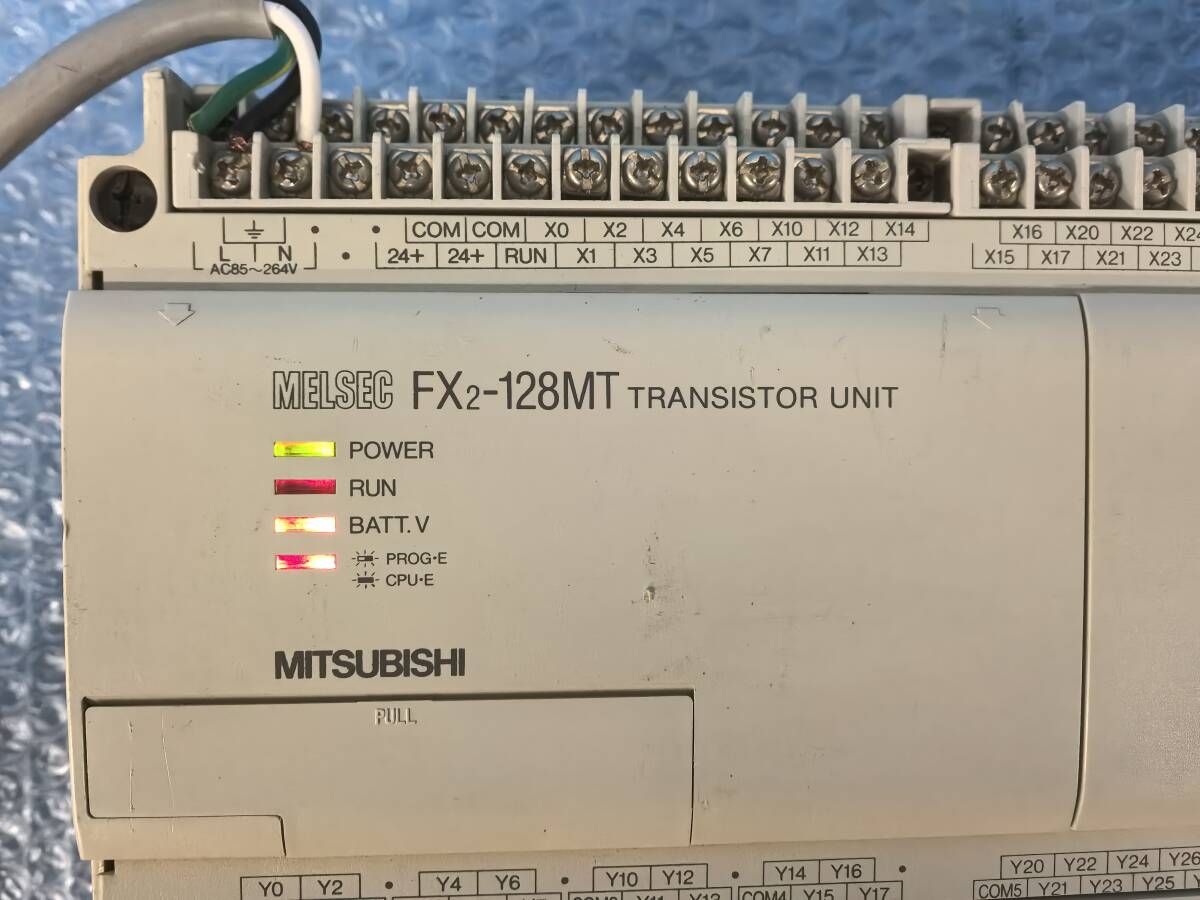 COM COM X0 X2 X4 X6 X10 X12 X14 X16 X20 X22 X24
L N 24+ 24+ RUN X1 X3 X5 X7 X11 X13 X15 X17 X21 X23
AC85~264V
MELSEC FX2-128MT TRANSISTOR UNIT
POWER
RUN
BATT. V
PROG•E
CPU•E
MITSUBISHI
PULL
Y0 Y2 • Y4 Y6 • Y10 Y12 • Y14 Y16 • Y20 Y22 Y24 Y26
COM4 Y15 Y17 COM5 Y21 Y23 Y25